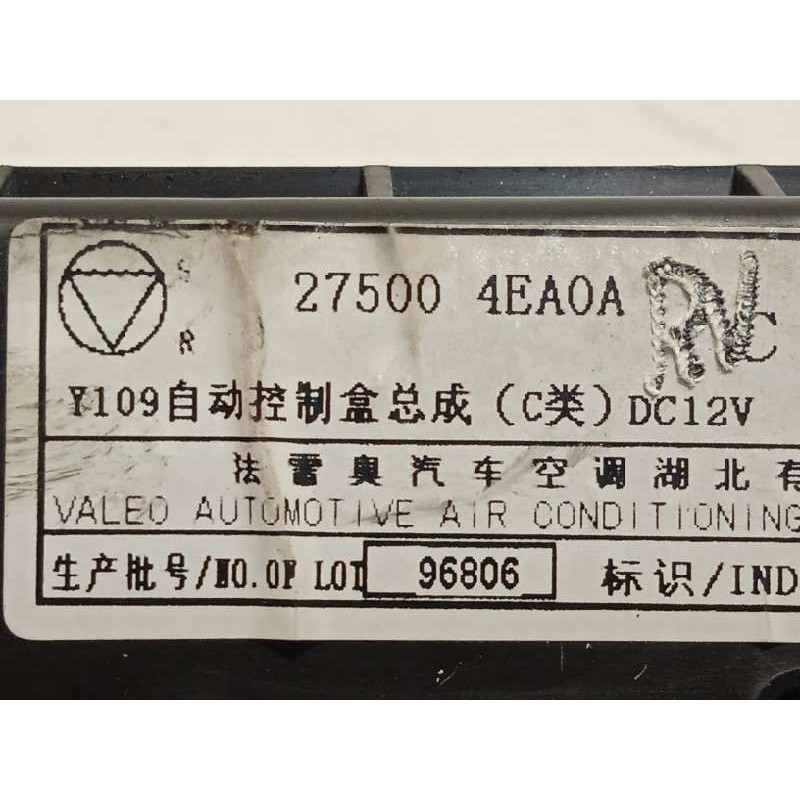 S
27500 4EA0A
R
C
Y109自动控制盒总成（C类）DC12V
法雷奥汽车空调湖北有
VALEO AUTOMOTIVE AIR CONDITIONING
生产批号/NO.OF LOT 96806 标识/IND